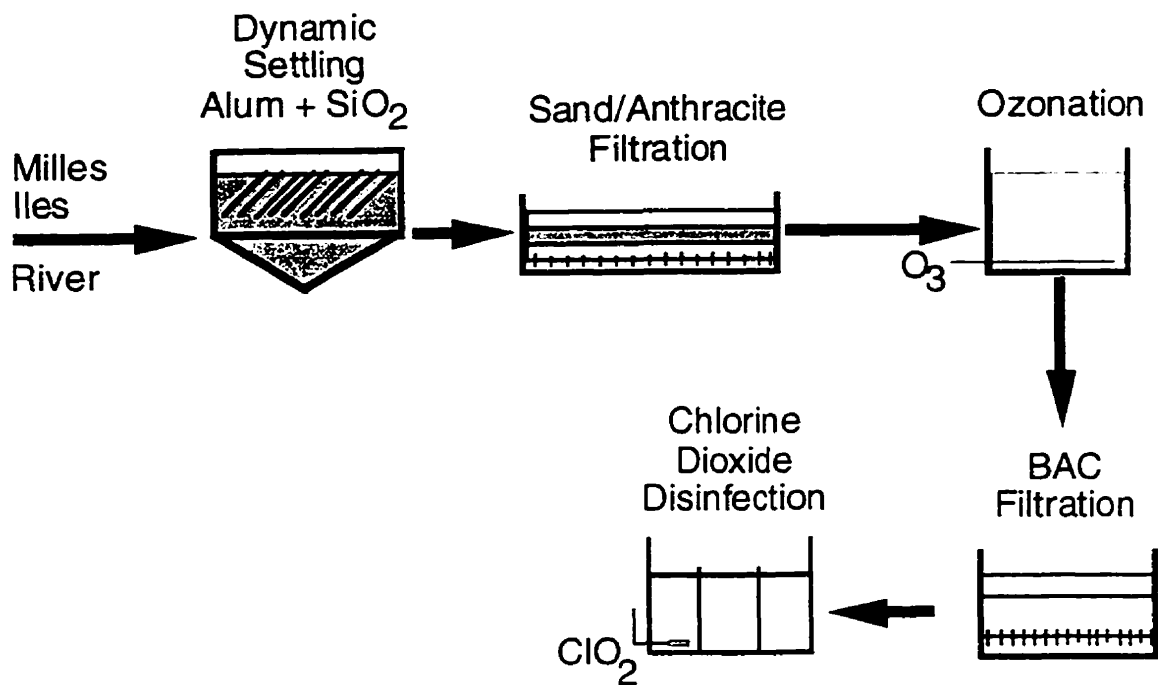 Dynamic
Settling
Alum + SiO2
Sand/Anthracite
Filtration
Ozonation
Milles
Iles
River
O3
BAC
Filtration
Chlorine
Dioxide
Disinfection
ClO2